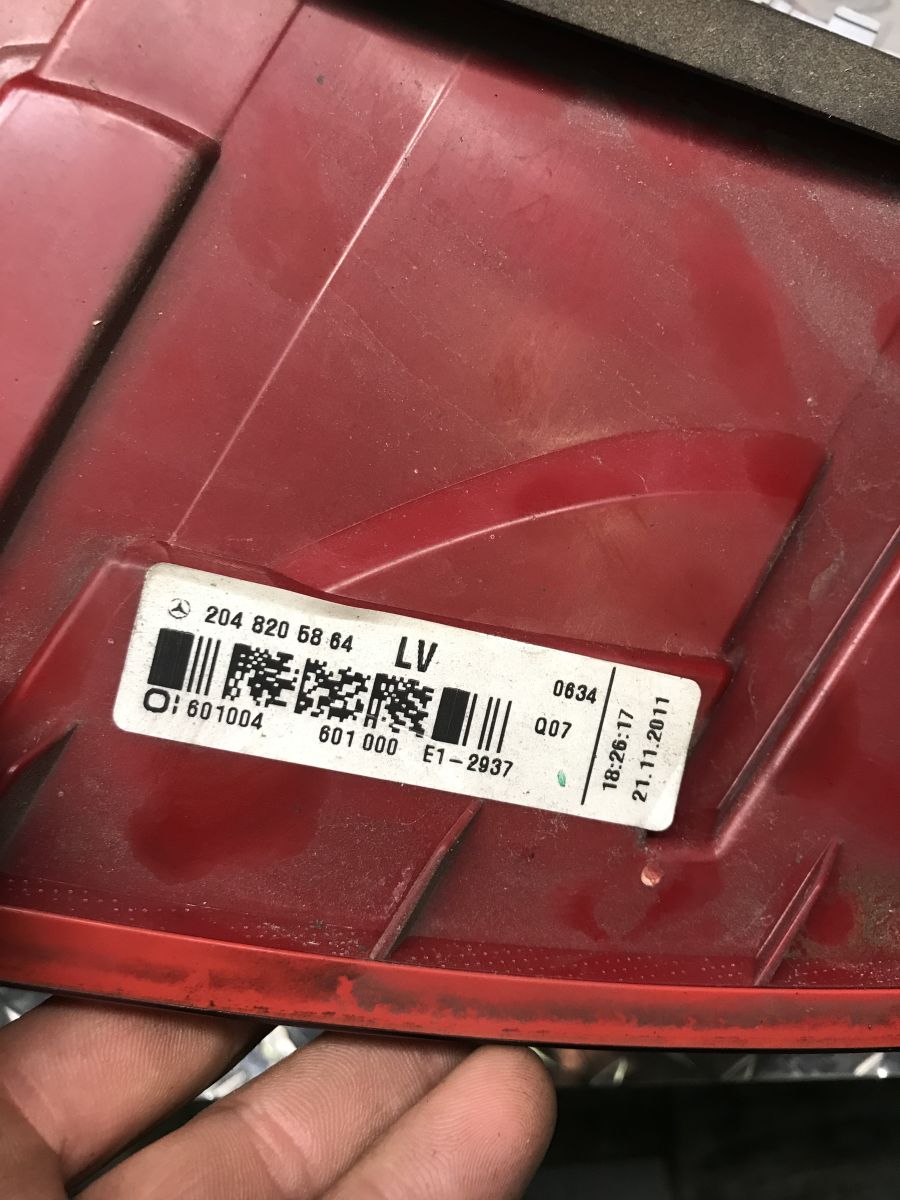 204 820 58 64 LV
O: 601004
601 000 E1-2937
0634
Q07
18:26:17
21.11.2011